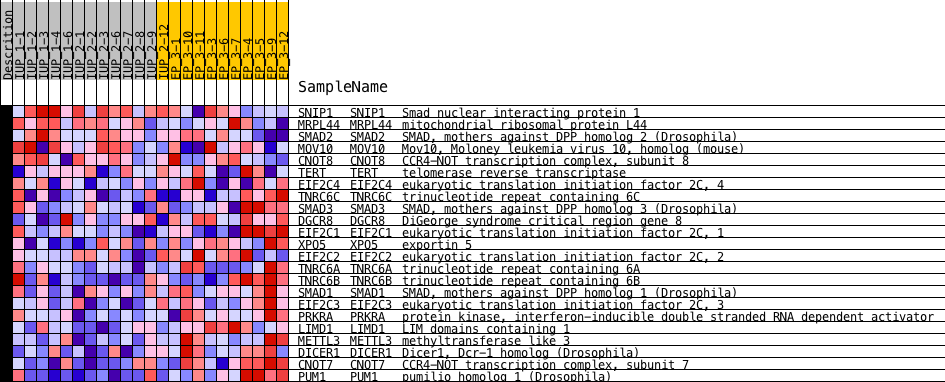 Descrition
IUP_1-1
IUP_1-2
IUP_1-3
IUP_1-4
IUP_1-6
IUP_2-1
IUP_2-2
IUP_2-3
IUP_2-6
IUP_2-7
IUP_2-8
IUP_2-9
IUP_2-12
EP_3-1
EP_3-10
EP_3-11
EP_3-3
EP_3-6
EP_3-7
EP_3-4
EP_3-5
EP_3-9
EP_3-12
SampleName
SNIP1 SNIP1 Smad nuclear interacting protein 1
MRPL44 MRPL44 mitochondrial ribosomal protein L44
SMAD2 SMAD2 SMAD, mothers against DPP homolog 2 (Drosophila)
MOV10 MOV10 Mov10, Moloney leukemia virus 10, homolog (mouse)
CNOT8 CNOT8 CCR4-NOT transcription complex, subunit 8
TERT TERT telomerase reverse transcriptase
EIF2C4 EIF2C4 eukaryotic translation initiation factor 2C, 4
TNRC6C TNRC6C trinucleotide repeat containing 6C
SMAD3 SMAD3 SMAD, mothers against DPP homolog 3 (Drosophila)
DGCR8 DGCR8 DiGeorge syndrome critical region gene 8
EIF2C1 EIF2C1 eukaryotic translation initiation factor 2C, 1
XPO5 XPO5 exportin 5
EIF2C2 EIF2C2 eukaryotic translation initiation factor 2C, 2
TNRC6A TNRC6A trinucleotide repeat containing 6A
TNRC6B TNRC6B trinucleotide repeat containing 6B
SMAD1 SMAD1 SMAD, mothers against DPP homolog 1 (Drosophila)
EIF2C3 EIF2C3 eukaryotic translation initiation factor 2C, 3
PRKRA PRKRA protein kinase, interferon-inducible double stranded RNA dependent activator
LIMD1 LIMD1 LIM domains containing 1
METTL3 METTL3 methyltransferase like 3
DICER1 DICER1 Dicer1, Dcr-1 homolog (Drosophila)
CNOT7 CNOT7 CCR4-NOT transcription complex, subunit 7
PUM1 PUM1 pumilio homolog 1 (Drosophila)